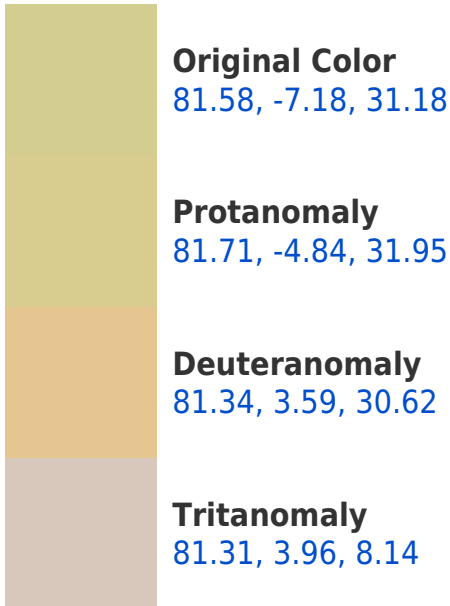 Original Color
81.58, -7.18, 31.18
Protanomaly
81.71, -4.84, 31.95
Deuteranomaly
81.34, 3.59, 30.62
Tritanomaly
81.31, 3.96, 8.14